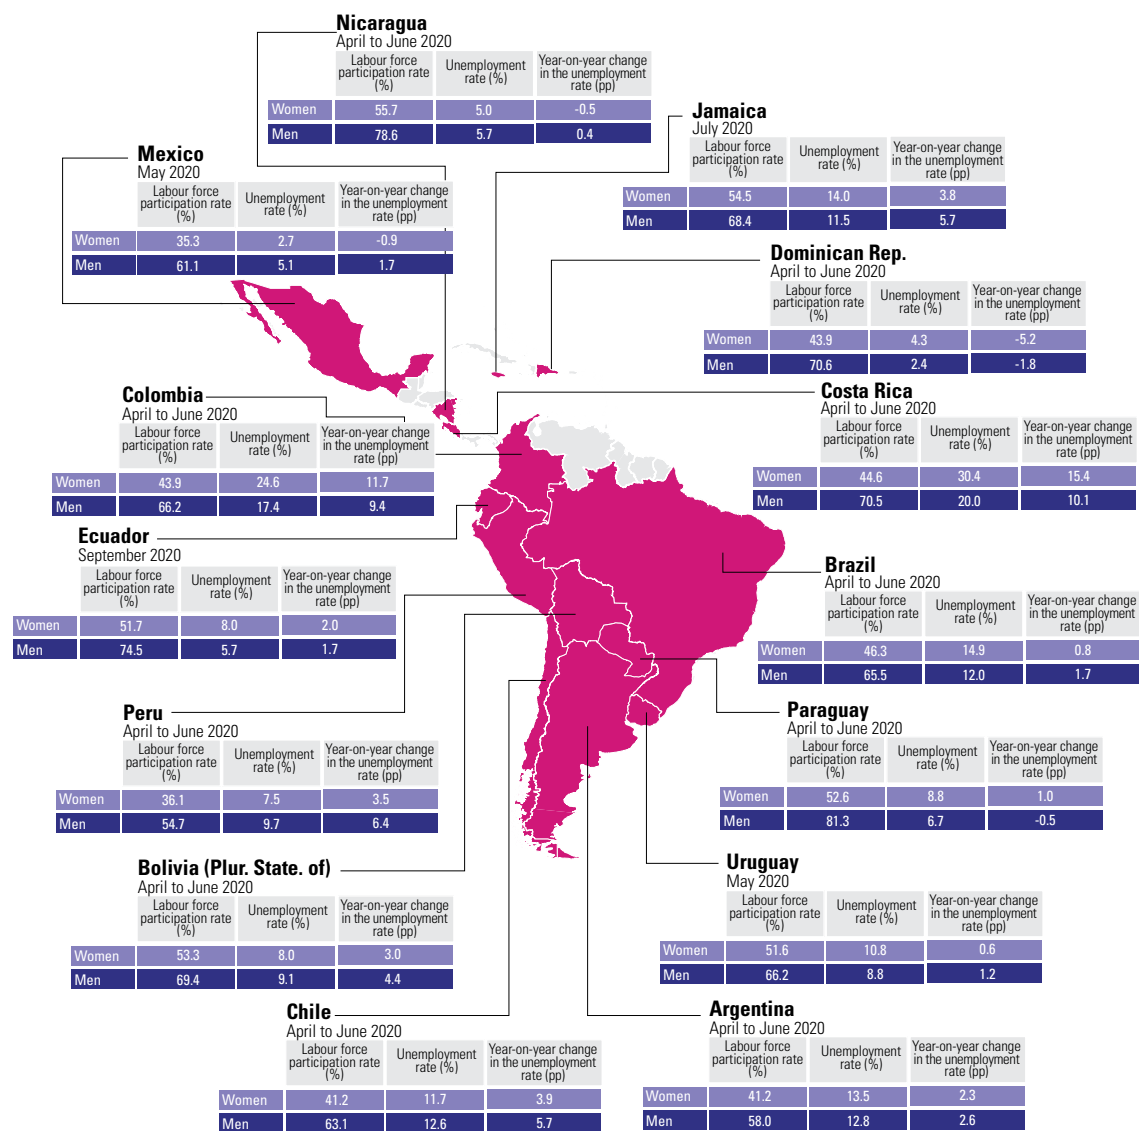 Nicaragua
April to June 2020
Labour force
participation rate
(%)
Unemployment
rate (%)
Year-on-year change
in the unemployment
rate (pp)
Women 55.7 5.0 -0.5
Men 78.6 5.7 0.4
Jamaica
July 2020
Labour force
participation rate
(%)
Unemployment
rate (%)
Year-on-year change
in the unemployment
rate (pp)
Women 54.5 14.0 3.8
Men 68.4 11.5 5.7
Mexico
May 2020
Labour force
participation rate
(%)
Unemployment
rate (%)
Year-on-year change
in the unemployment
rate (pp)
Women 35.3 2.7 -0.9
Men 61.1 5.1 1.7
Dominican Rep.
April to June 2020
Labour force
participation rate
(%)
Unemployment
rate (%)
Year-on-year change
in the unemployment
rate (pp)
Women 43.9 4.3 -5.2
Men 70.6 2.4 -1.8
Colombia
April to June 2020
Labour force
participation rate
(%)
Unemployment
rate (%)
Year-on-year change
in the unemployment
rate (pp)
Women 43.9 24.6 11.7
Men 66.2 17.4 9.4
Costa Rica
April to June 2020
Labour force
participation rate
(%)
Unemployment
rate (%)
Year-on-year change
in the unemployment
rate (pp)
Women 44.6 30.4 15.4
Men 70.5 20.0 10.1
Ecuador
September 2020
Labour force
participation rate
(%)
Unemployment
rate (%)
Year-on-year change
in the unemployment
rate (pp)
Women 51.7 8.0 2.0
Men 74.5 5.7 1.7
Brazil
April to June 2020
Labour force
participation rate
(%)
Unemployment
rate (%)
Year-on-year change
in the unemployment
rate (pp)
Women 46.3 14.9 0.8
Men 65.5 12.0 1.7
Peru
April to June 2020
Labour force
participation rate
(%)
Unemployment
rate (%)
Year-on-year change
in the unemployment
rate (pp)
Women 36.1 7.5 3.5
Men 54.7 9.7 6.4
Paraguay
April to June 2020
Labour force
participation rate
(%)
Unemployment
rate (%)
Year-on-year change
in the unemployment
rate (pp)
Women 52.6 8.8 1.0
Men 81.3 6.7 -0.5
Bolivia (Plur. State. of)
April to June 2020
Labour force
participation rate
(%)
Unemployment
rate (%)
Year-on-year change
in the unemployment
rate (pp)
Women 53.3 8.0 3.0
Men 69.4 9.1 4.4
Uruguay
May 2020
Labour force
participation rate
(%)
Unemployment
rate (%)
Year-on-year change
in the unemployment
rate (pp)
Women 51.6 10.8 0.6
Men 66.2 8.8 1.2
Chile
April to June 2020
Labour force
participation rate
(%)
Unemployment
rate (%)
Year-on-year change
in the unemployment
rate (pp)
Women 41.2 11.7 3.9
Men 63.1 12.6 5.7
Argentina
April to June 2020
Labour force
participation rate
(%)
Unemployment
rate (%)
Year-on-year change
in the unemployment
rate (pp)
Women 41.2 13.5 2.3
Men 58.0 12.8 2.6